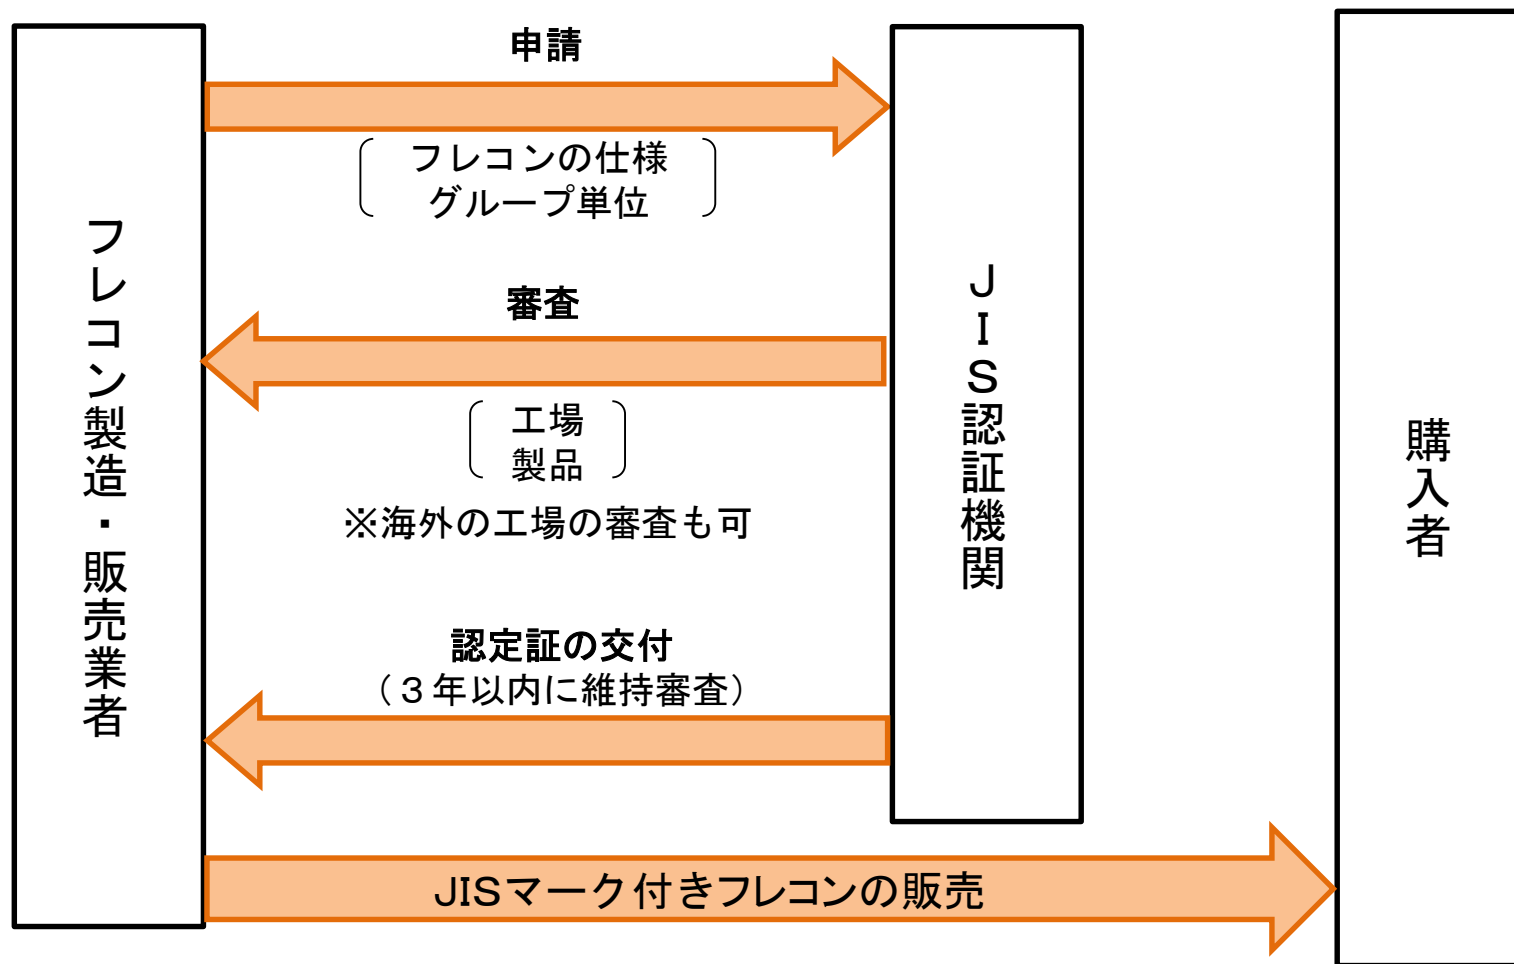 申請
フレコンの仕様
グループ単位
審査
工場
製品
※海外の工場の審査も可
認定証の交付
（３年以内に維持審査）
JISマーク付きフレコンの販売
フレコン製造・販売業者
ＪＩＳ認証機関
購入者